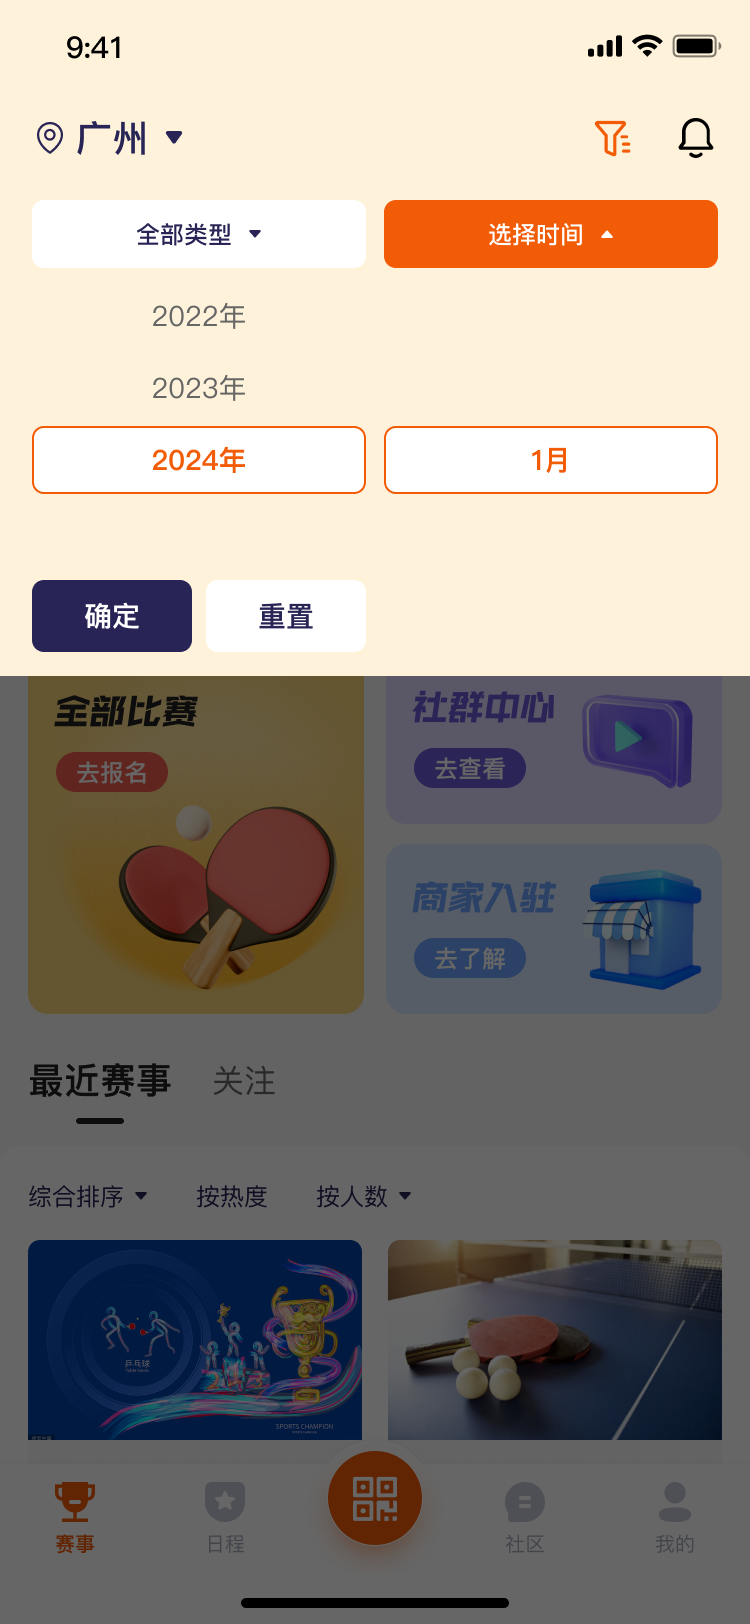 9:41
广州
全部类型 选择时间
2022年
2023年
2024年 1月
确定 重置
全部比赛
去报名
社群中心
去查看
商家入驻
去了解
最近赛事 关注
综合排序 按热度 按人数
乒乓球
SPORTS CHAMPION
赛事 日程 社区 我的